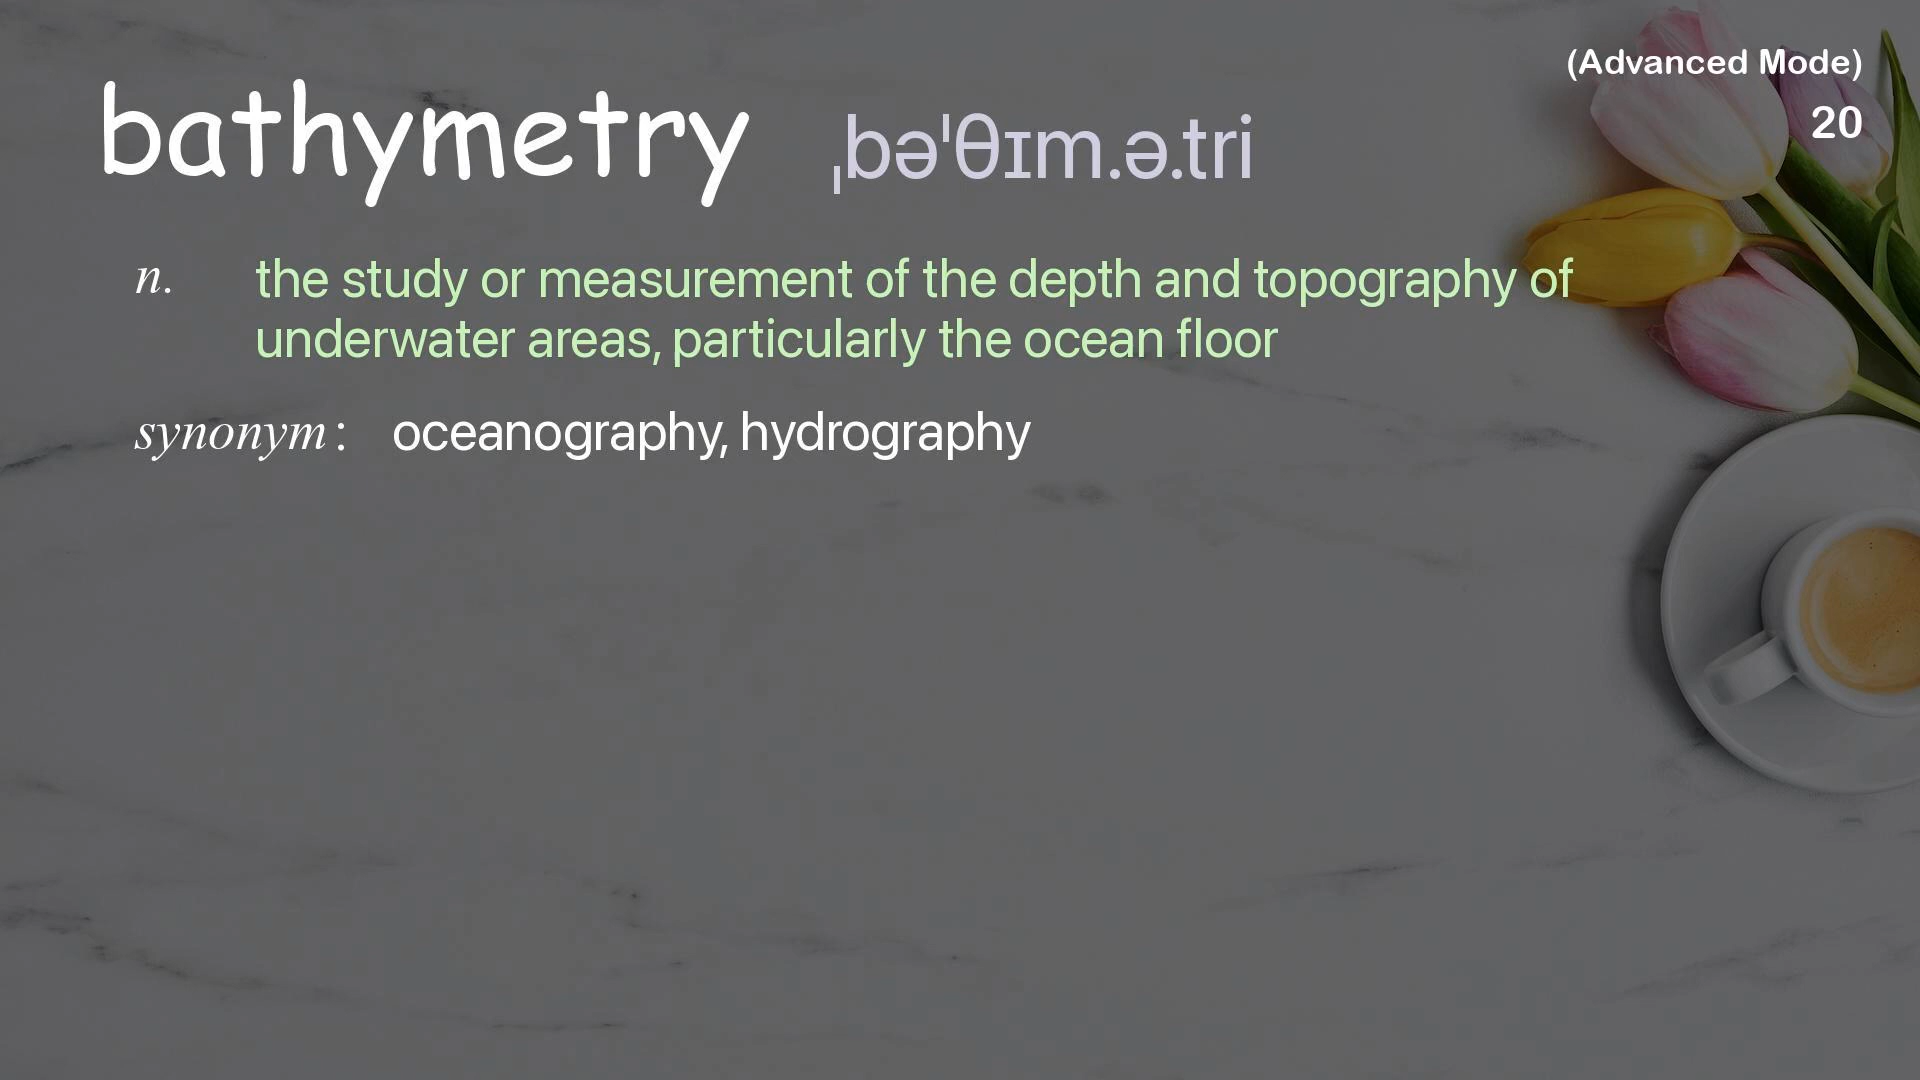 (Advanced Mode)
20
bathymetry ˌbəˈθɪm.ə.tri
n. the study or measurement of the depth and topography of
underwater areas, particularly the ocean floor
synonym: oceanography, hydrography